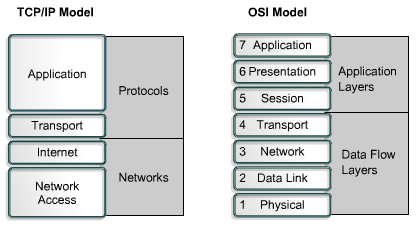 TCP/IP Model
Application
Transport
Internet
Network
Access
Protocols
Networks
OSI Model
7 Application
6 Presentation
5 Session
4 Transport
3 Network
2 Data Link
1 Physical
Application
Layers
Data Flow
Layers